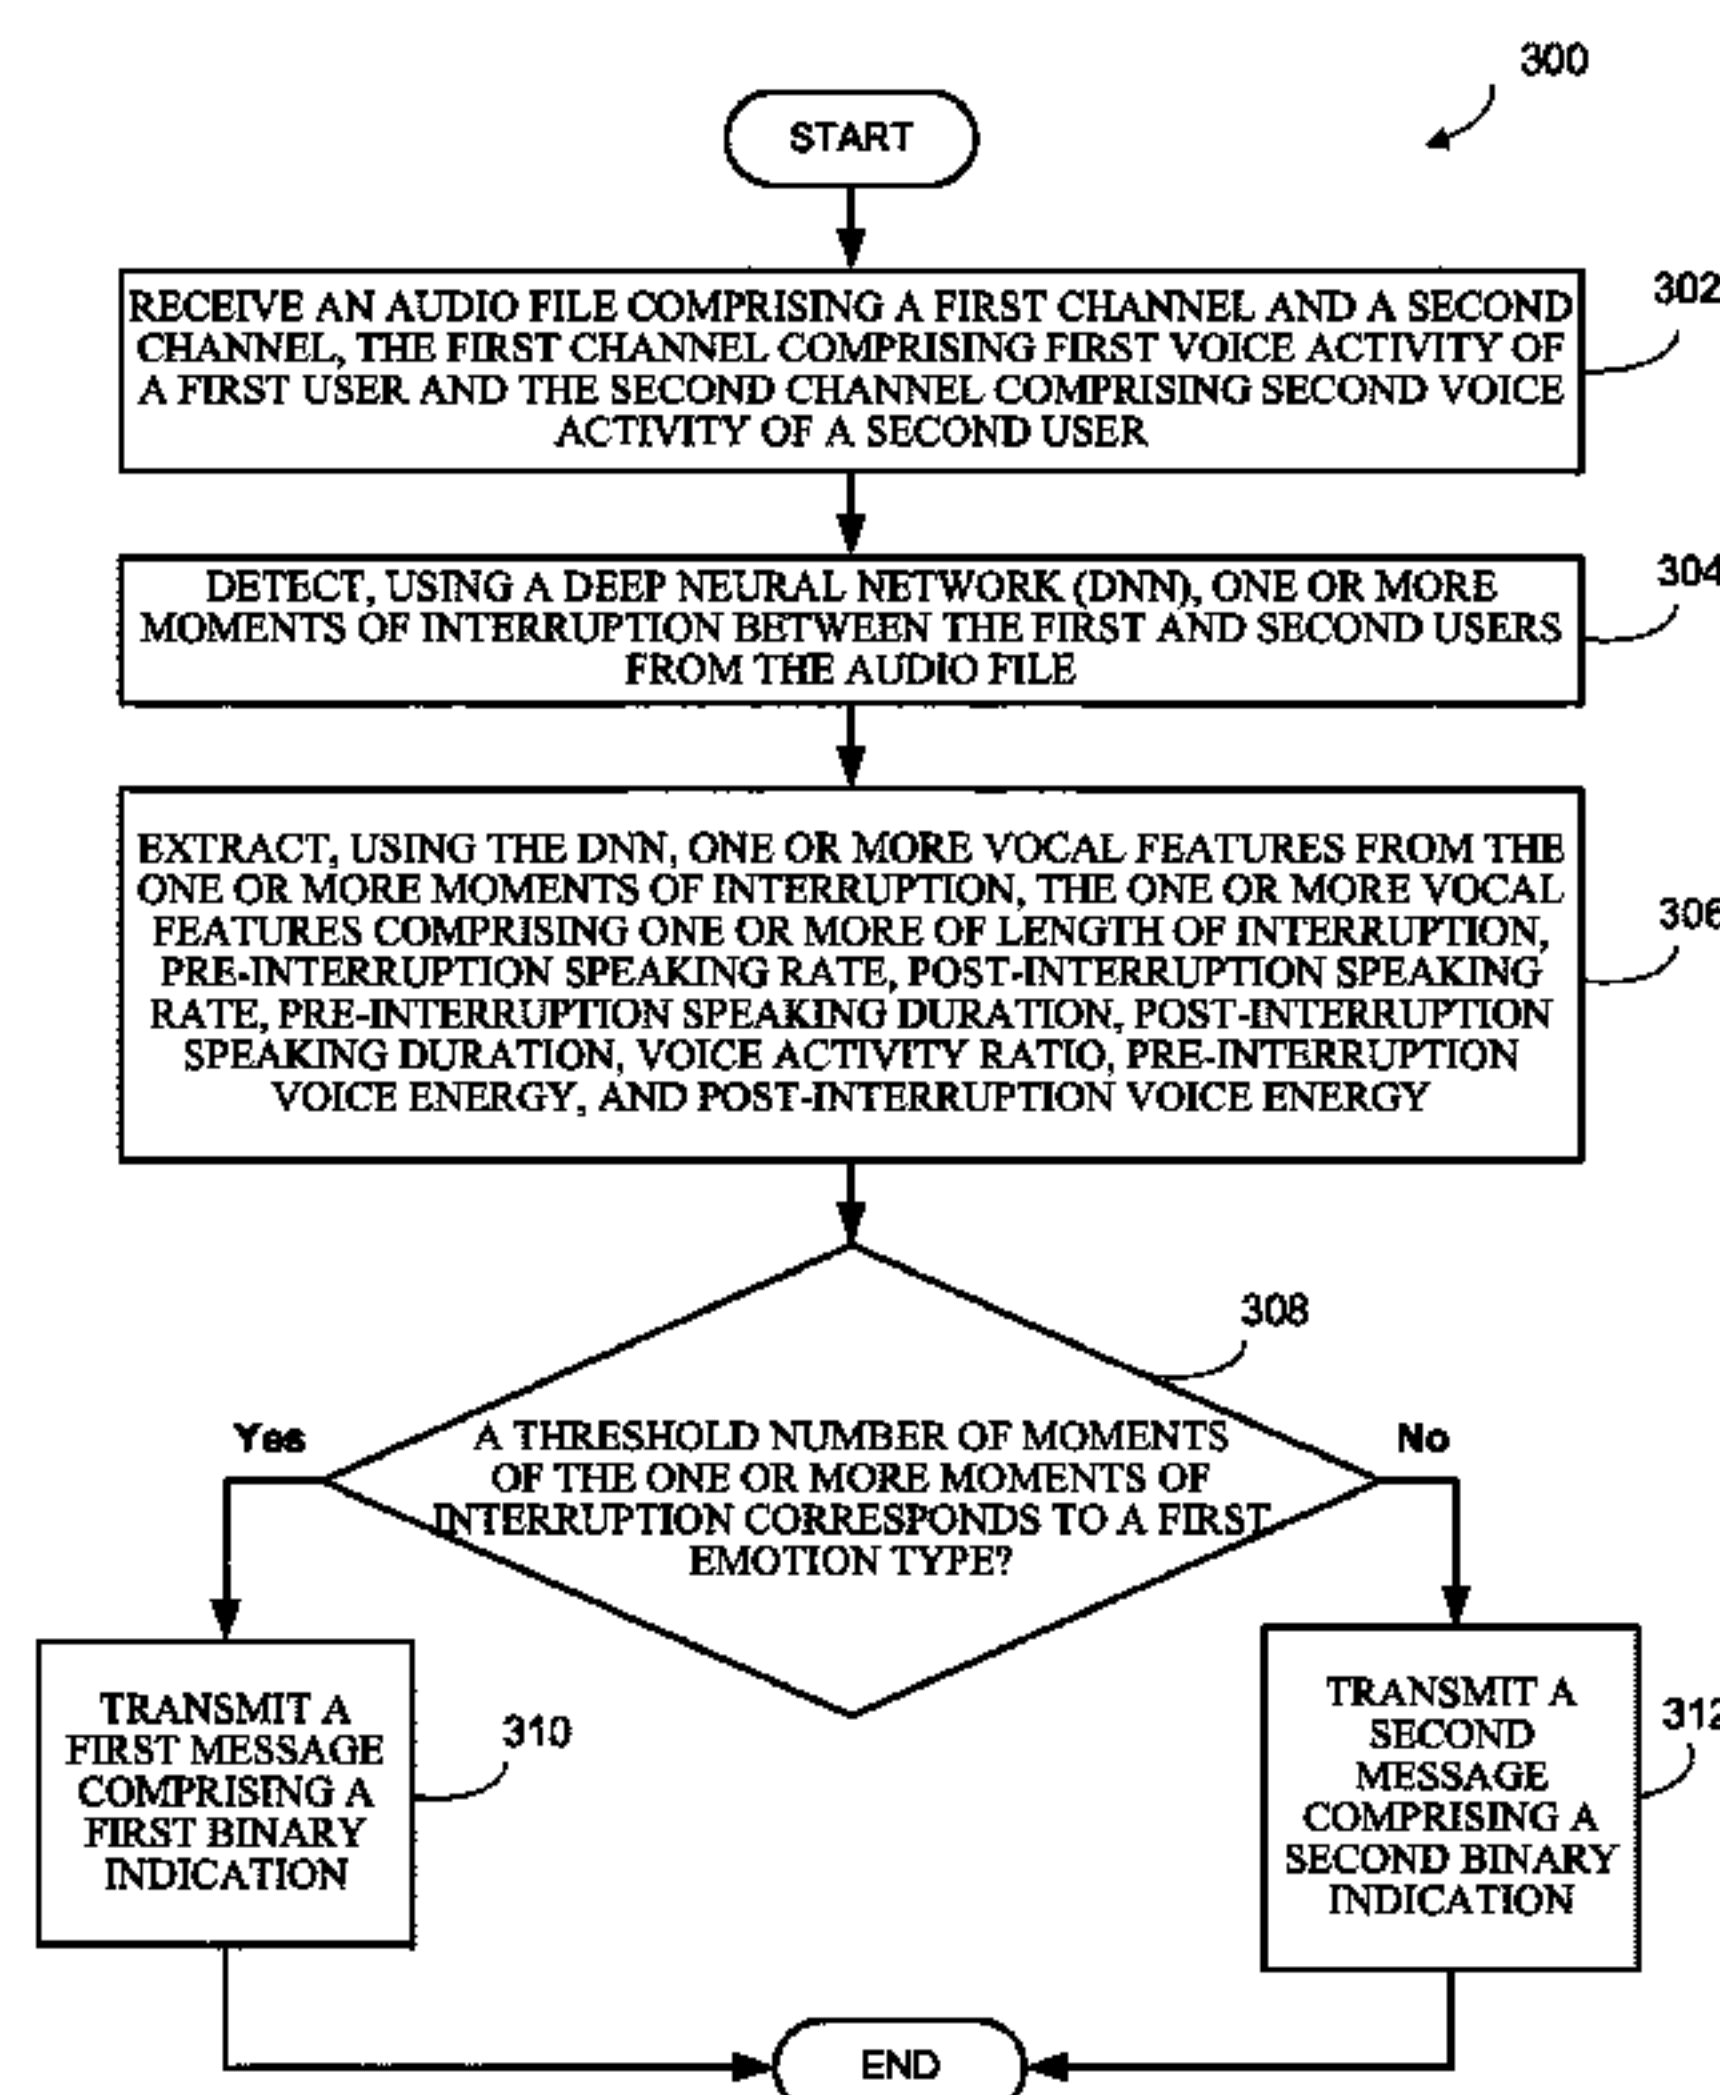 300
START
RECEIVE AN AUDIO FILE COMPRISING A FIRST CHANNEL AND A SECOND
CHANNEL, THE FIRST CHANNEL COMPRISING FIRST VOICE ACTIVITY OF
A FIRST USER AND THE SECOND CHANNEL COMPRISING SECOND VOICE
ACTIVITY OF A SECOND USER
302
DETECT, USING A DEEP NEURAL NETWORK (DNN), ONE OR MORE
MOMENTS OF INTERRUPTION BETWEEN THE FIRST AND SECOND USERS
FROM THE AUDIO FILE
304
EXTRACT, USING THE DNN, ONE OR MORE VOCAL FEATURES FROM THE
ONE OR MORE MOMENTS OF INTERRUPTION, THE ONE OR MORE VOCAL
FEATURES COMPRISING ONE OR MORE OF LENGTH OF INTERRUPTION,
PRE-INTERRUPTION SPEAKING RATE, POST-INTERRUPTION SPEAKING
RATE, PRE-INTERRUPTION SPEAKING DURATION, POST-INTERRUPTION
SPEAKING DURATION, VOICE ACTIVITY RATIO, PRE-INTERRUPTION
VOICE ENERGY, AND POST-INTERRUPTION VOICE ENERGY
306
308
Yes
No
A THRESHOLD NUMBER OF MOMENTS
OF THE ONE OR MORE MOMENTS OF
INTERRUPTION CORRESPONDS TO A FIRST
EMOTION TYPE?
TRANSMIT A
FIRST MESSAGE
COMPRISING A
FIRST BINARY
INDICATION
310
TRANSMIT A
SECOND
MESSAGE
COMPRISING A
SECOND BINARY
INDICATION
312
END